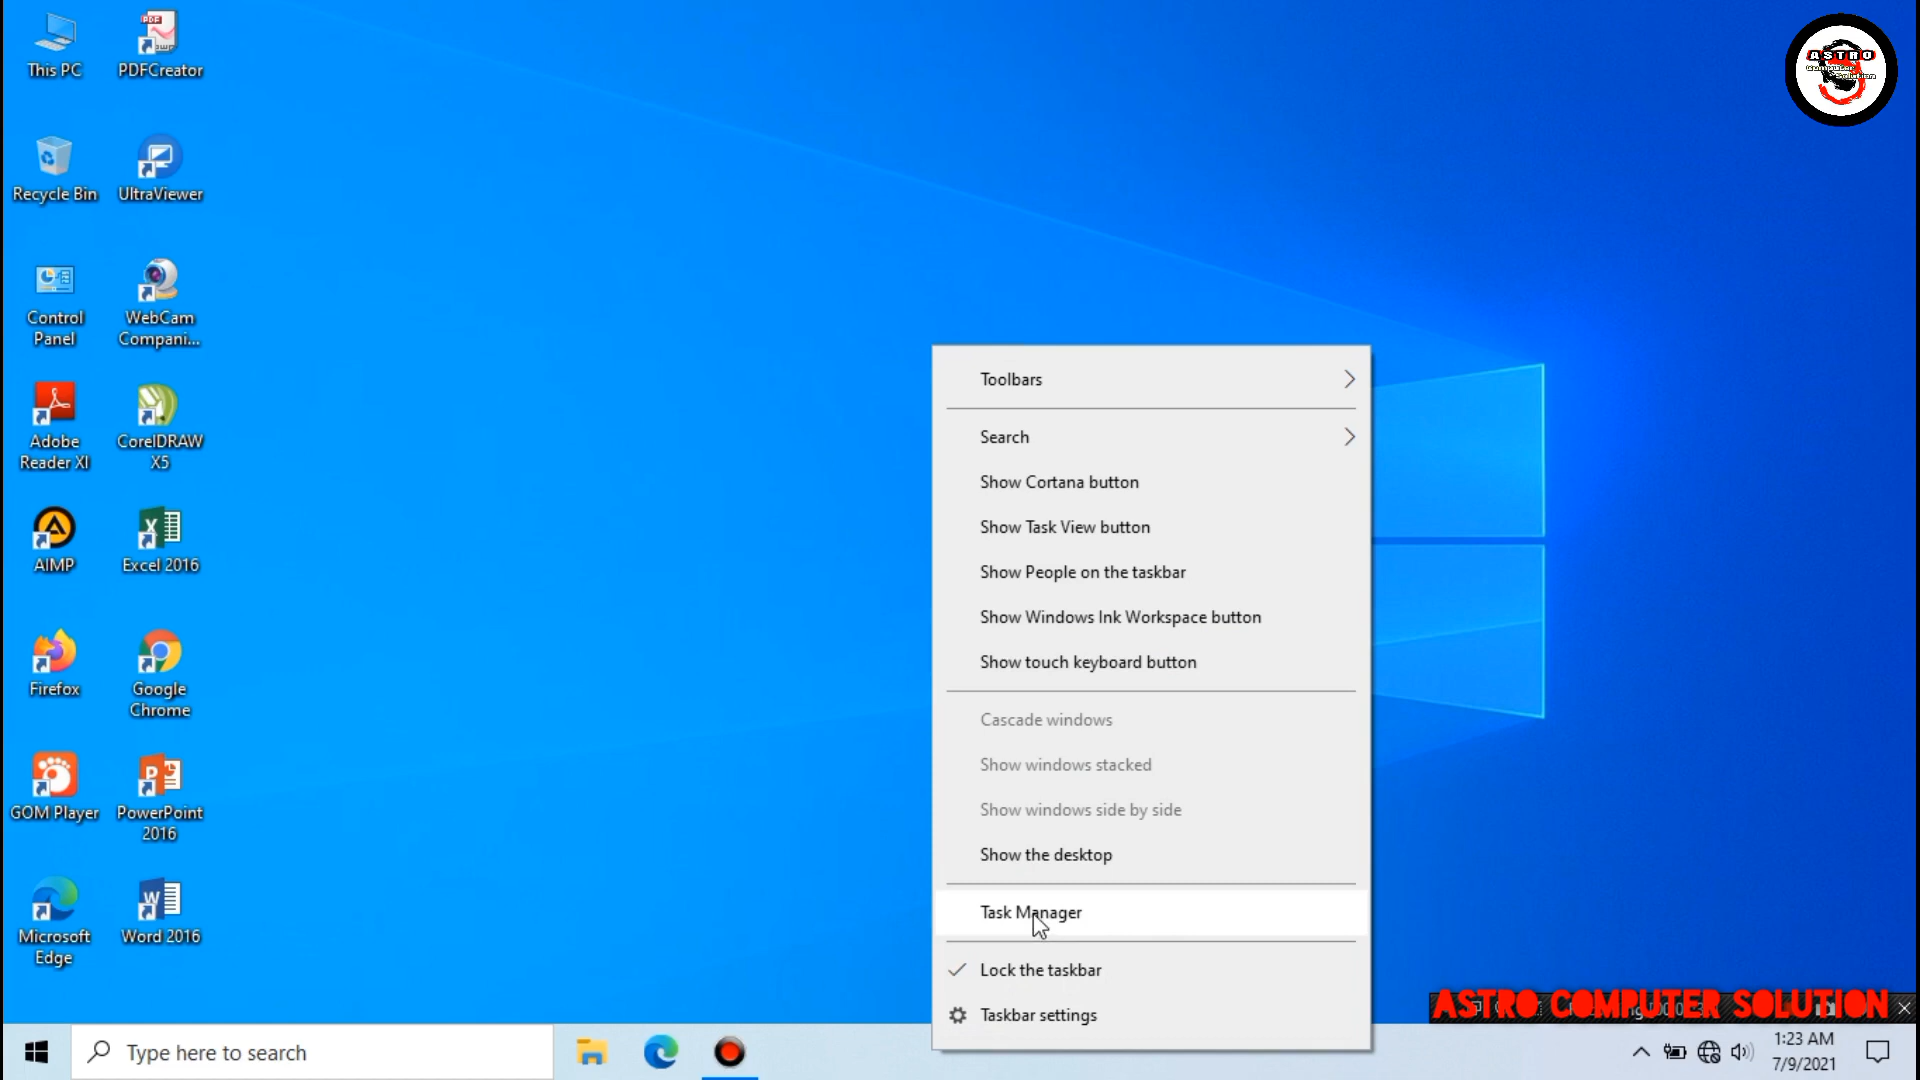 This PC
PDFCreator
Recycle Bin
UltraViewer
Control
Panel
WebCam
Compani...
Adobe
Reader XI
CorelDRAW
X5
AIMP
Excel 2016
Firefox
Google
Chrome
GOM Player
PowerPoint
2016
Microsoft
Edge
Word 2016
ASTRO
Computer
Solution
Toolbars
Search
Show Cortana button
Show Task View button
Show People on the taskbar
Show Windows Ink Workspace button
Show touch keyboard button
Cascade windows
Show windows stacked
Show windows side by side
Show the desktop
Task Manager
Lock the taskbar
Taskbar settings
ASTRO COMPUTER SOLUTION
Type here to search
1:23 AM
7/9/2021